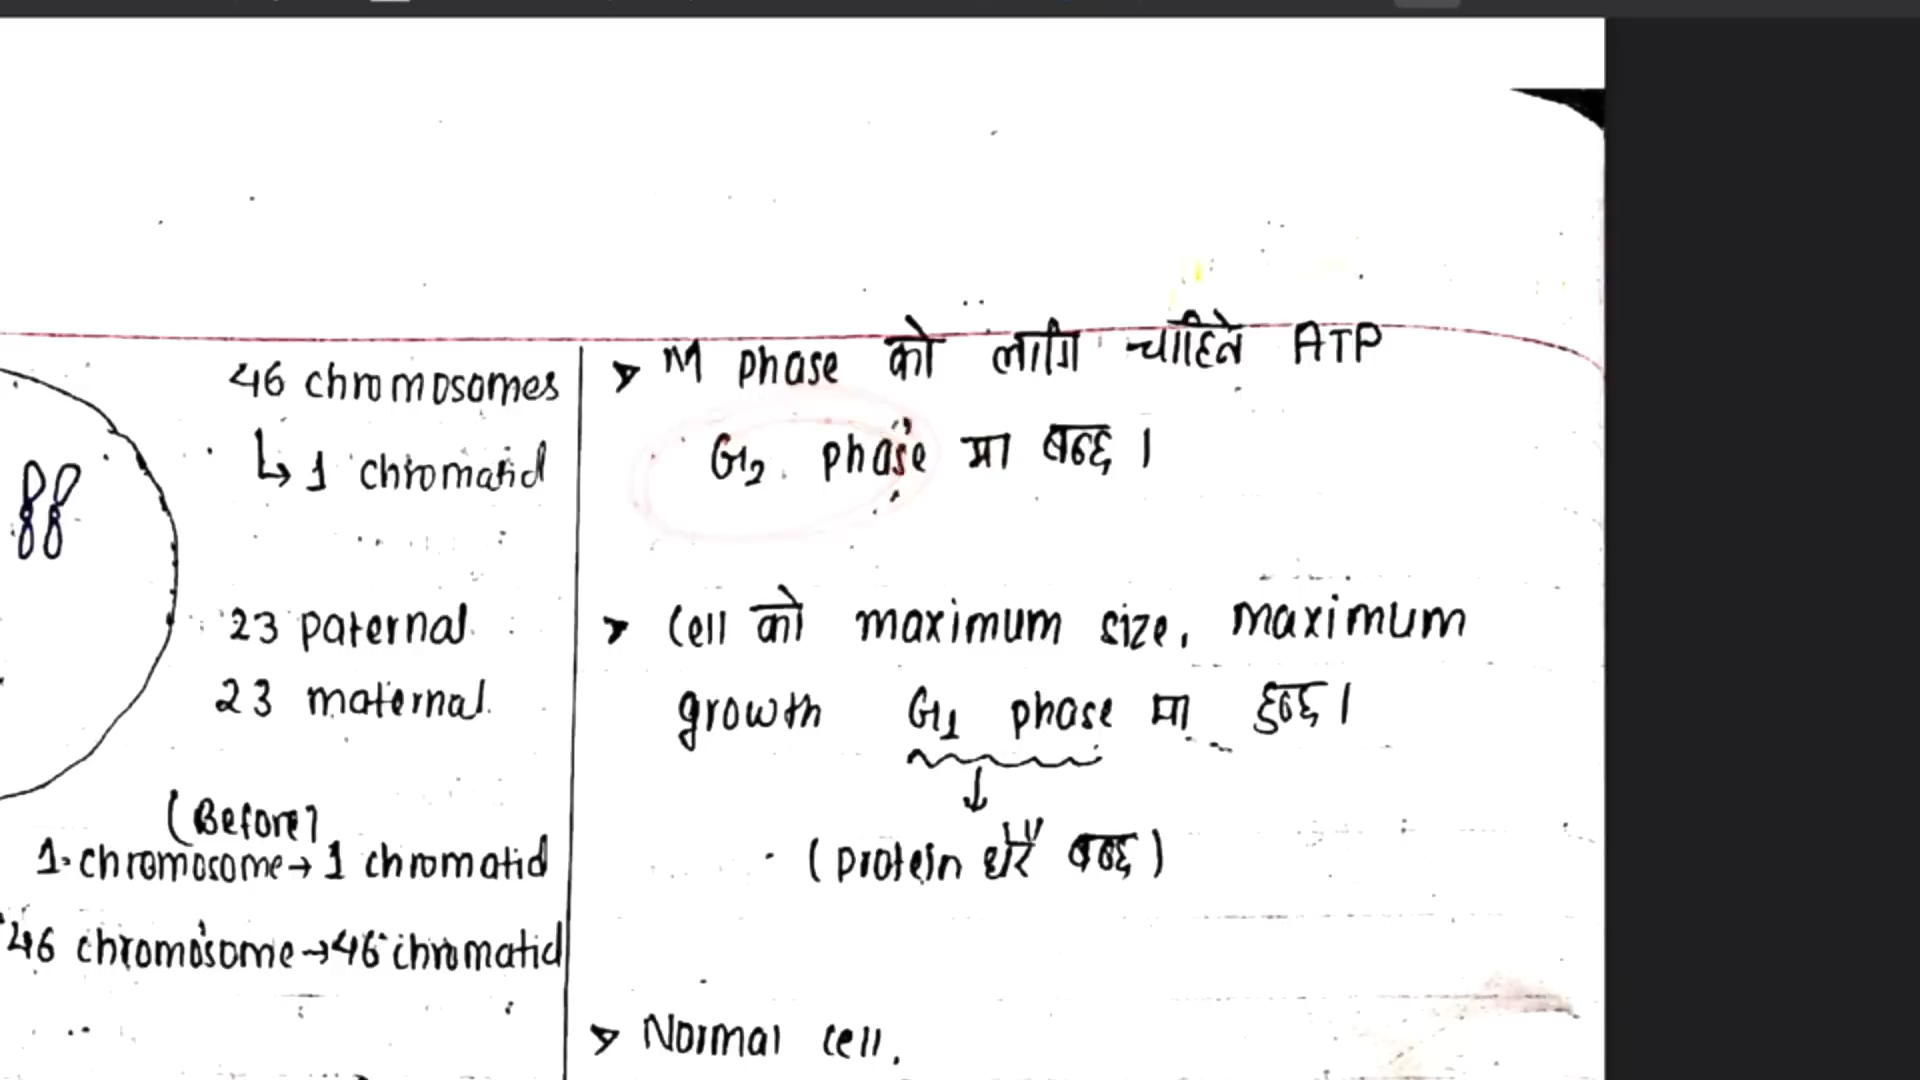 46 chromosomes
↳ 1 chromatid
23 paternal
23 maternal
(Before)
1 chromosome → 1 chromatid
46 chromosome → 46 chromatid
➤ M phase को लागि चाहिने ATP
G2 phase मा बन्छ ।
➤ Cell को maximum size, maximum
growth G1 phase मा हुन्छ ।
↓
(protein धेरै बन्छ)
➤ Normal cell.